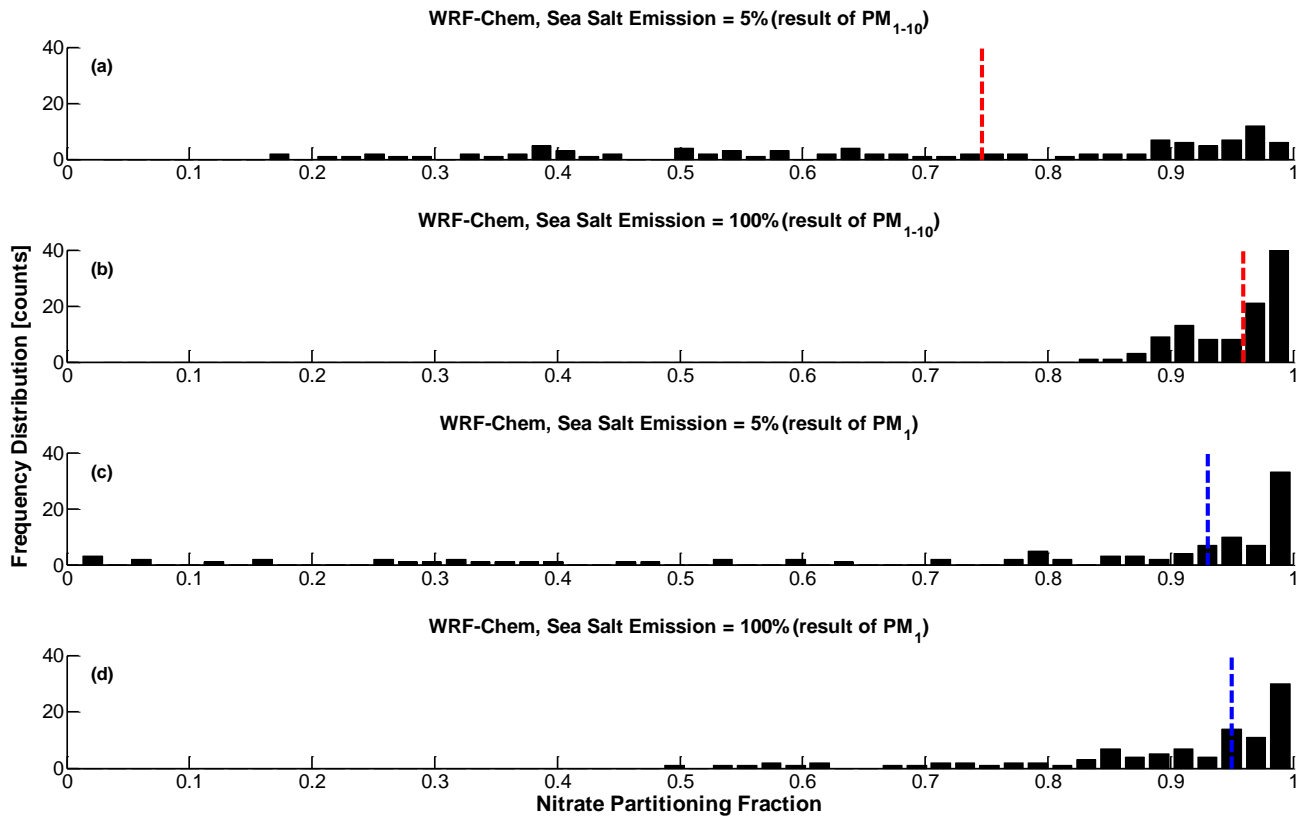 WRF-Chem, Sea Salt Emission = 5% (result of PM1-10)
40
(a)
20
0
0 0.1 0.2 0.3 0.4 0.5 0.6 0.7 0.8 0.9 1
WRF-Chem, Sea Salt Emission = 100% (result of PM1-10)
40
(b)
20
0
0 0.1 0.2 0.3 0.4 0.5 0.6 0.7 0.8 0.9 1
Frequency Distribution [counts]
WRF-Chem, Sea Salt Emission = 5% (result of PM1)
40
(c)
20
0
0 0.1 0.2 0.3 0.4 0.5 0.6 0.7 0.8 0.9 1
WRF-Chem, Sea Salt Emission = 100% (result of PM1)
40
(d)
20
0
0 0.1 0.2 0.3 0.4 0.5 0.6 0.7 0.8 0.9 1
Nitrate Partitioning Fraction